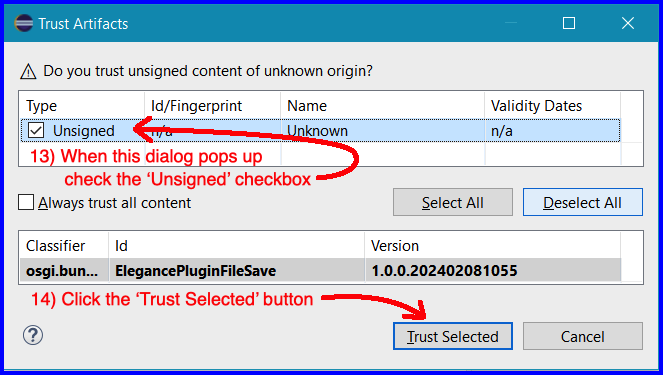 Trust Artifacts
Do you trust unsigned content of unknown origin?
Type Id/Fingerprint Name Validity Dates
Unsigned n/a Unknown n/a
13) When this dialog pops up
check the ‘Unsigned’ checkbox
Always trust all content Select All Deselect All
Classifier Id Version
osgi.bun... ElegancePluginFileSave 1.0.0.202402081055
14) Click the ‘Trust Selected’ button
? Trust Selected Cancel